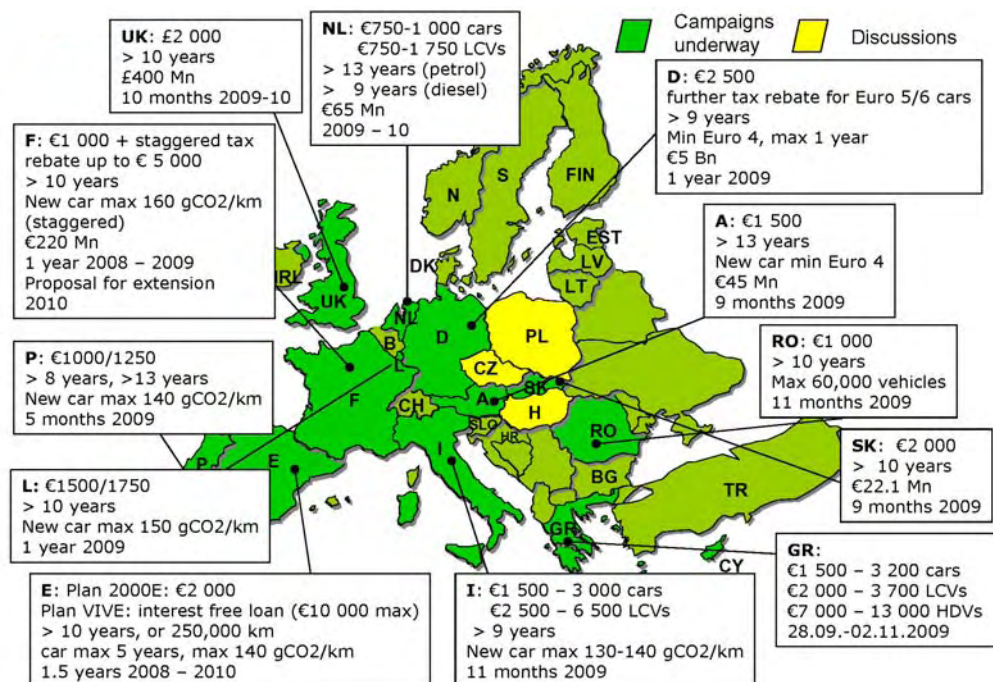 Campaigns underway
Discussions
UK: £2 000
> 10 years
£400 Mn
10 months 2009-10
NL: €750-1 000 cars
€750-1 750 LCVs
> 13 years (petrol)
> 9 years (diesel)
€65 Mn
2009 – 10
D: €2 500
further tax rebate for Euro 5/6 cars
> 9 years
Min Euro 4, max 1 year
€5 Bn
1 year 2009
F: €1 000 + staggered tax
rebate up to € 5 000
> 10 years
New car max 160 gCO2/km
(staggered)
€220 Mn
1 year 2008 – 2009
Proposal for extension
2010
A: €1 500
> 13 years
New car min Euro 4
€45 Mn
9 months 2009
RO: €1 000
> 10 years
Max 60,000 vehicles
11 months 2009
P: €1000/1250
> 8 years, >13 years
New car max 140 gCO2/km
5 months 2009
SK: €2 000
> 10 years
€22.1 Mn
9 months 2009
L: €1500/1750
> 10 years
New car max 150 gCO2/km
1 year 2009
GR:
€1 500 – 3 200 cars
€2 000 – 3 700 LCVs
€7 000 – 13 000 HDVs
28.09.-02.11.2009
E: Plan 2000E: €2 000
Plan VIVE: interest free loan (€10 000 max)
> 10 years, or 250,000 km
car max 5 years, max 140 gCO2/km
1.5 years 2008 – 2010
I: €1 500 – 3 000 cars
€2 500 – 6 500 LCVs
> 9 years
New car max 130-140 gCO2/km
11 months 2009
N
S
FIN
EST
LV
LT
DK
IRL
UK
NL
B
L
D
PL
CZ
SK
A
H
CH
F
SLO
HR
RO
BG
I
P
E
GR
TR
CY